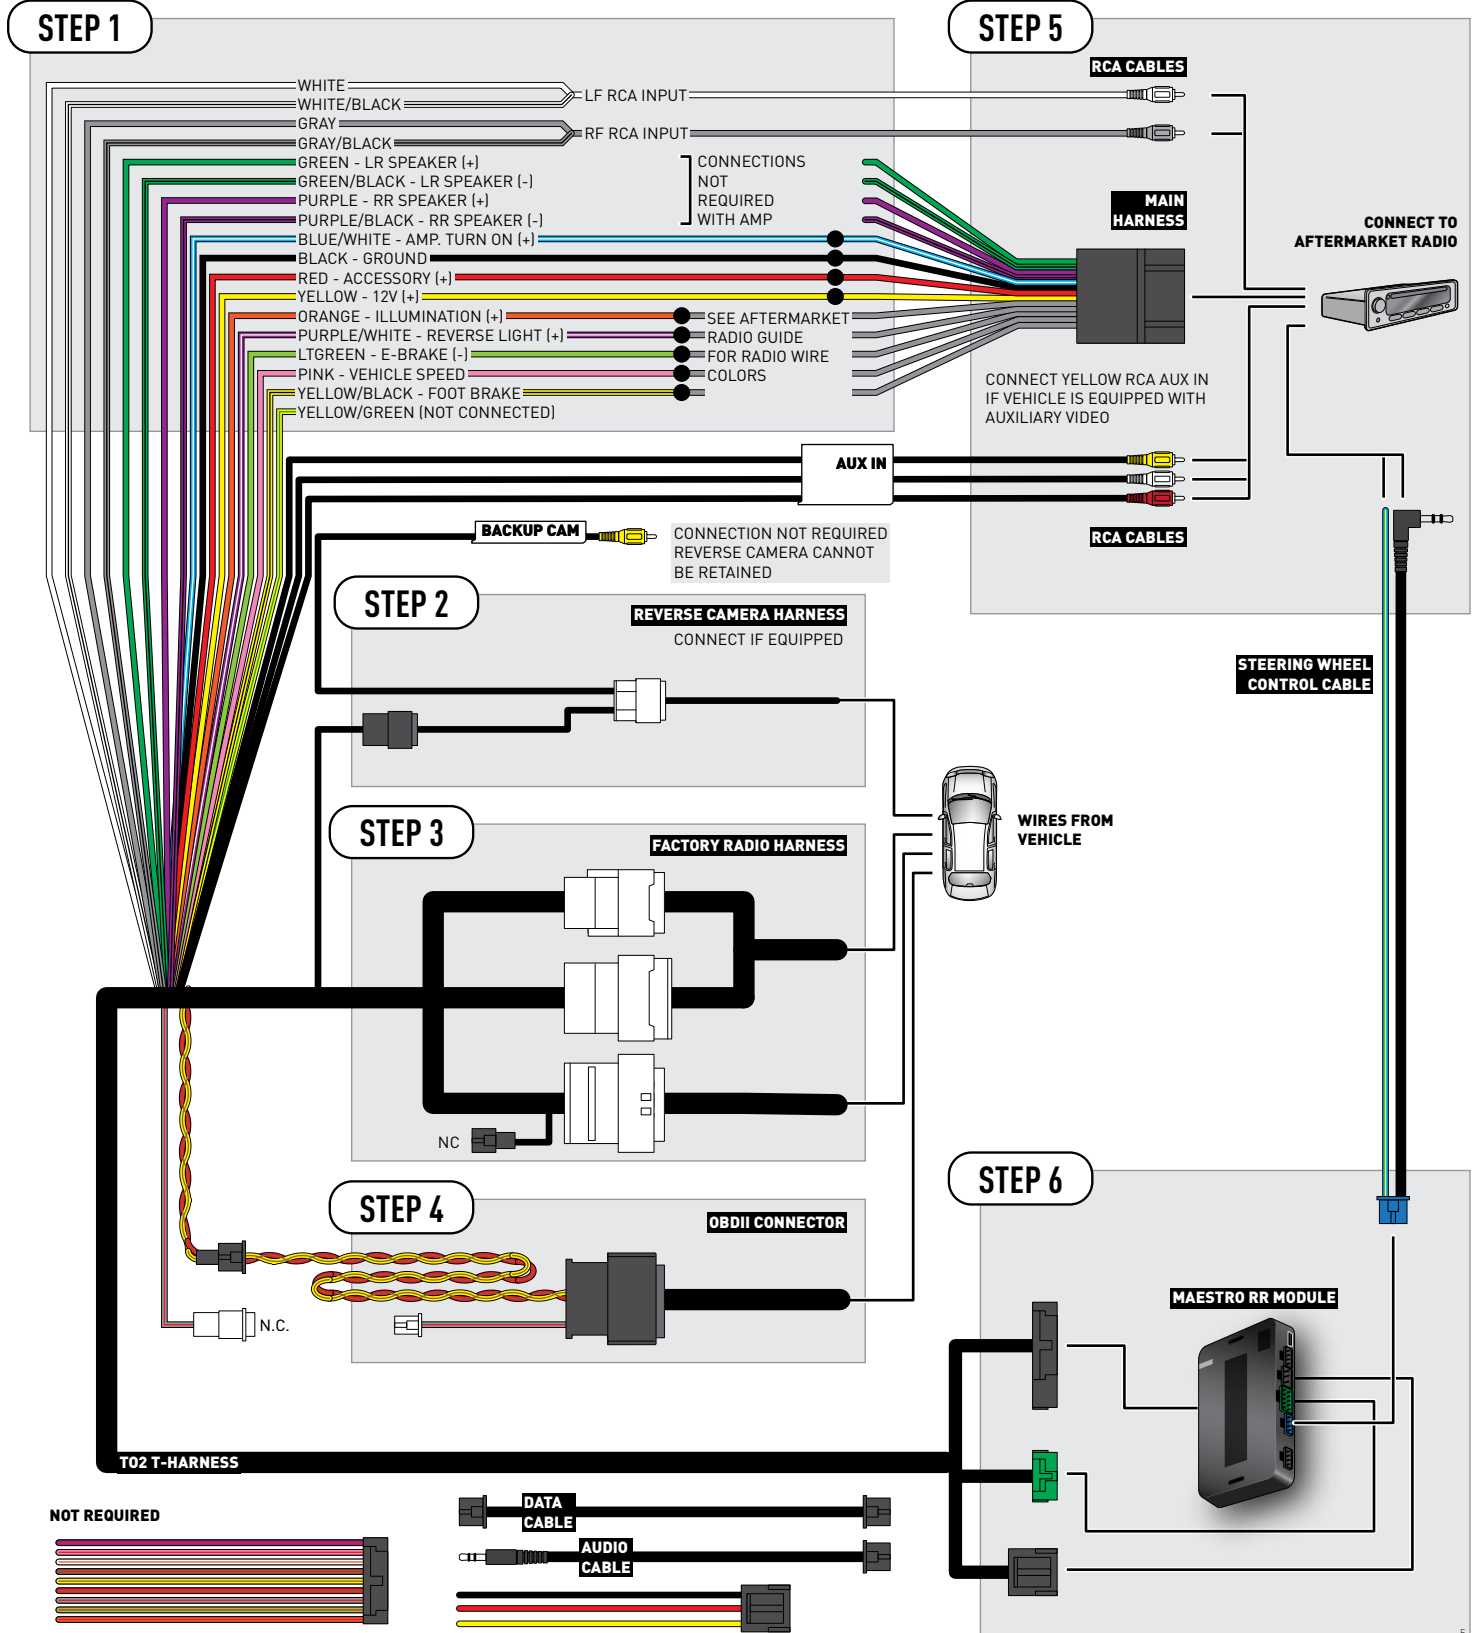 STEP 1
WHITE
WHITE/BLACK
LF RCA INPUT
GRAY
GRAY/BLACK
RF RCA INPUT
GREEN - LR SPEAKER (+)
GREEN/BLACK - LR SPEAKER (-)
PURPLE - RR SPEAKER (+)
PURPLE/BLACK - RR SPEAKER (-)
CONNECTIONS
NOT
REQUIRED
WITH AMP
BLUE/WHITE - AMP. TURN ON (+)
BLACK - GROUND
RED - ACCESSORY (+)
YELLOW - 12V (+)
ORANGE - ILLUMINATION (+)
PURPLE/WHITE - REVERSE LIGHT (+)
LTGREEN - E-BRAKE (-)
PINK - VEHICLE SPEED
YELLOW/BLACK - FOOT BRAKE
YELLOW/GREEN (NOT CONNECTED)
SEE AFTERMARKET
RADIO GUIDE
FOR RADIO WIRE
COLORS
STEP 5
RCA CABLES
MAIN
HARNESS
CONNECT TO
AFTERMARKET RADIO
CONNECT YELLOW RCA AUX IN
IF VEHICLE IS EQUIPPED WITH
AUXILIARY VIDEO
AUX IN
RCA CABLES
BACKUP CAM
CONNECTION NOT REQUIRED
REVERSE CAMERA CANNOT
BE RETAINED
STEP 2
REVERSE CAMERA HARNESS
CONNECT IF EQUIPPED
STEERING WHEEL
CONTROL CABLE
STEP 3
FACTORY RADIO HARNESS
WIRES FROM
VEHICLE
NC
STEP 4
OBDII CONNECTOR
N.C.
STEP 6
MAESTRO RR MODULE
T02 T-HARNESS
NOT REQUIRED
DATA
CABLE
AUDIO
CABLE
5